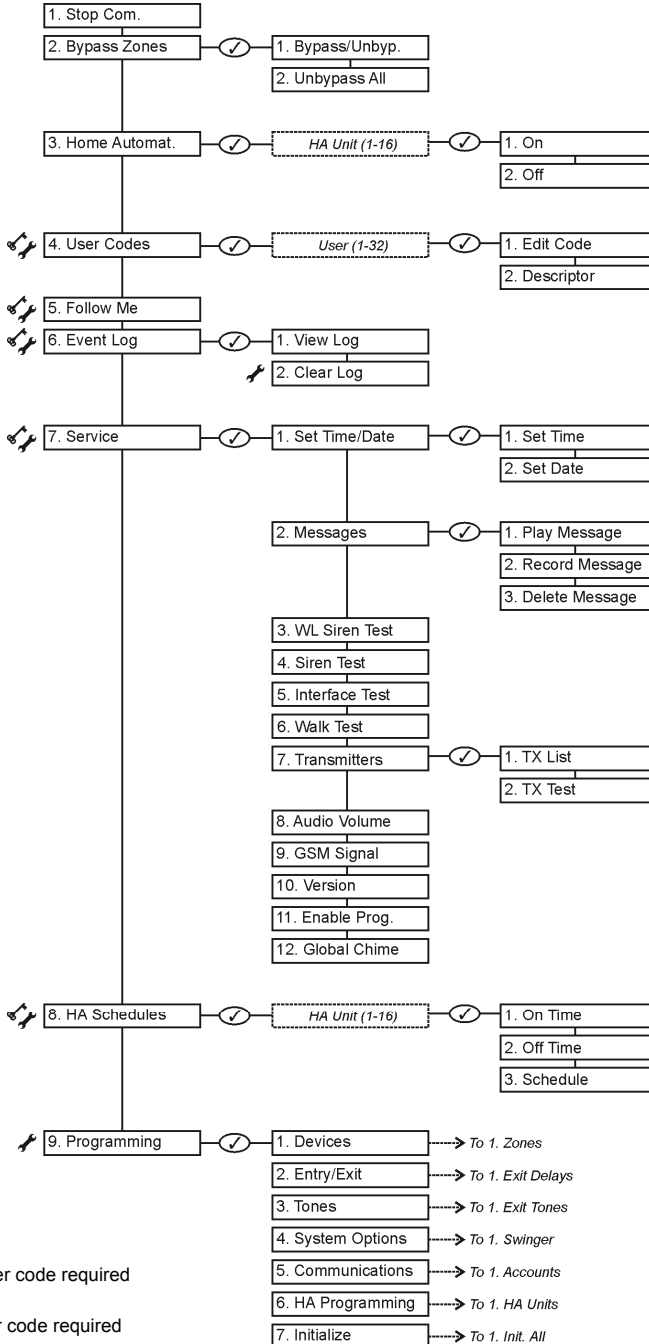 1. Stop Com.
2. Bypass Zones
1. Bypass/Unbyp.
2. Unbypass All
3. Home Automat.
HA Unit (1-16)
1. On
2. Off
4. User Codes
User (1-32)
1. Edit Code
2. Descriptor
5. Follow Me
6. Event Log
1. View Log
2. Clear Log
7. Service
1. Set Time/Date
1. Set Time
2. Set Date
2. Messages
1. Play Message
2. Record Message
3. Delete Message
3. WL Siren Test
4. Siren Test
5. Interface Test
6. Walk Test
7. Transmitters
1. TX List
2. TX Test
8. Audio Volume
9. GSM Signal
10. Version
11. Enable Prog.
12. Global Chime
8. HA Schedules
HA Unit (1-16)
1. On Time
2. Off Time
3. Schedule
9. Programming
1. Devices
To 1. Zones
2. Entry/Exit
To 1. Exit Delays
3. Tones
To 1. Exit Tones
4. System Options
To 1. Swinger
5. Communications
To 1. Accounts
6. HA Programming
To 1. HA Units
7. Initialize
To 1. Init. All
code required
code required